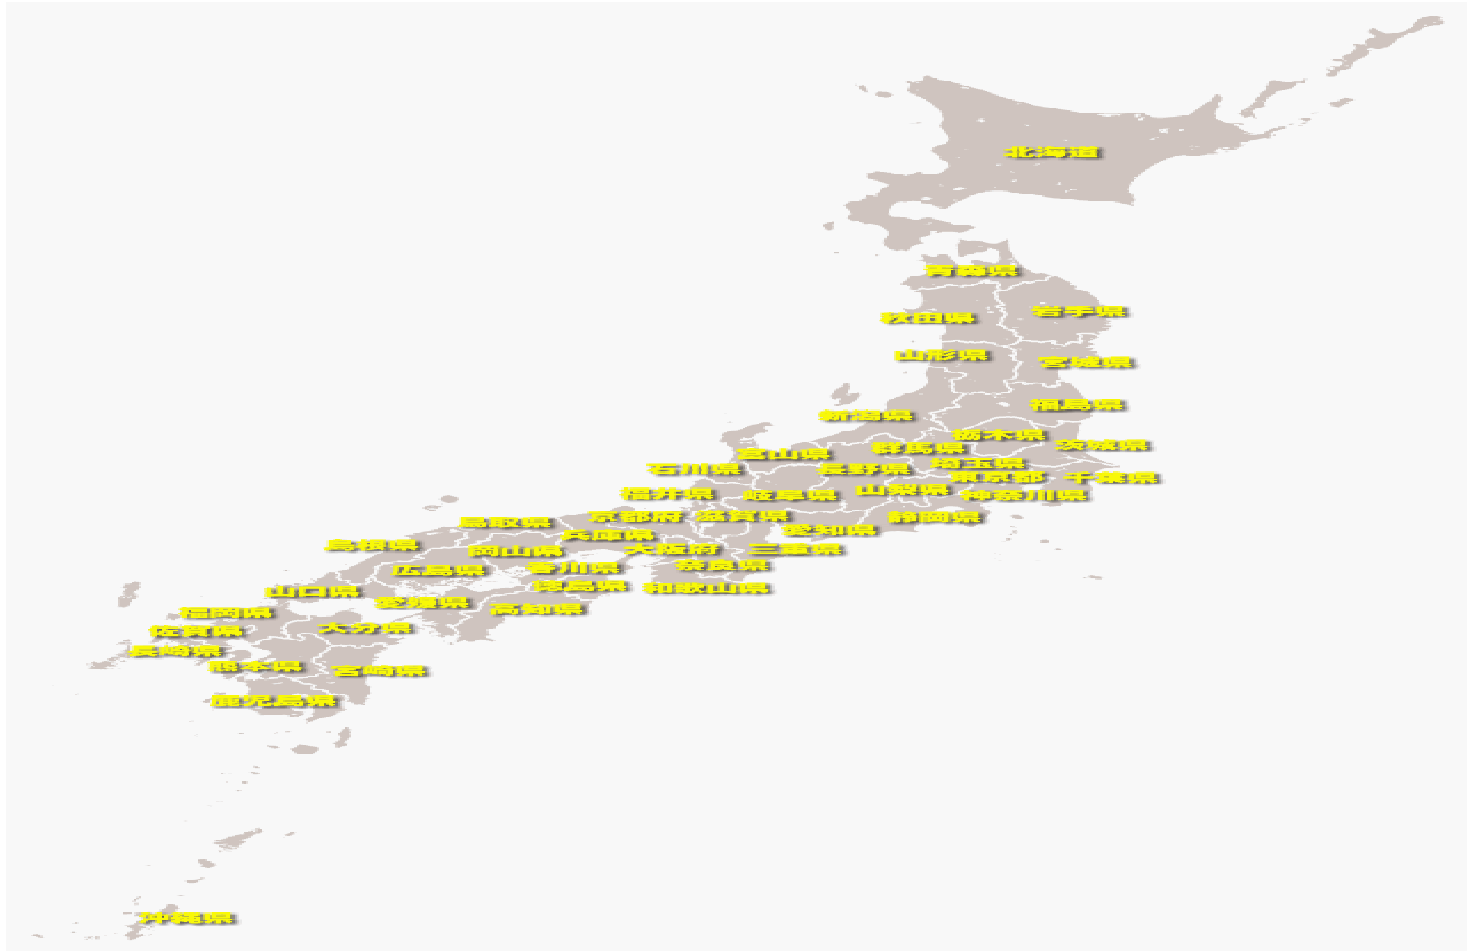 北海道
青森県
岩手県
秋田県
山形県
宮城県
福島県
新潟県
栃木県
茨城県
群馬県
富山県
埼玉県
石川県
長野県
東京都
千葉県
山梨県
福井県
岐阜県
神奈川県
京都府
滋賀県
静岡県
鳥取県
愛知県
兵庫県
島根県
岡山県
大阪府
三重県
奈良県
広島県
香川県
徳島県
和歌山県
山口県
愛媛県
高知県
福岡県
大分県
佐賀県
長崎県
熊本県
宮崎県
鹿児島県
沖縄県